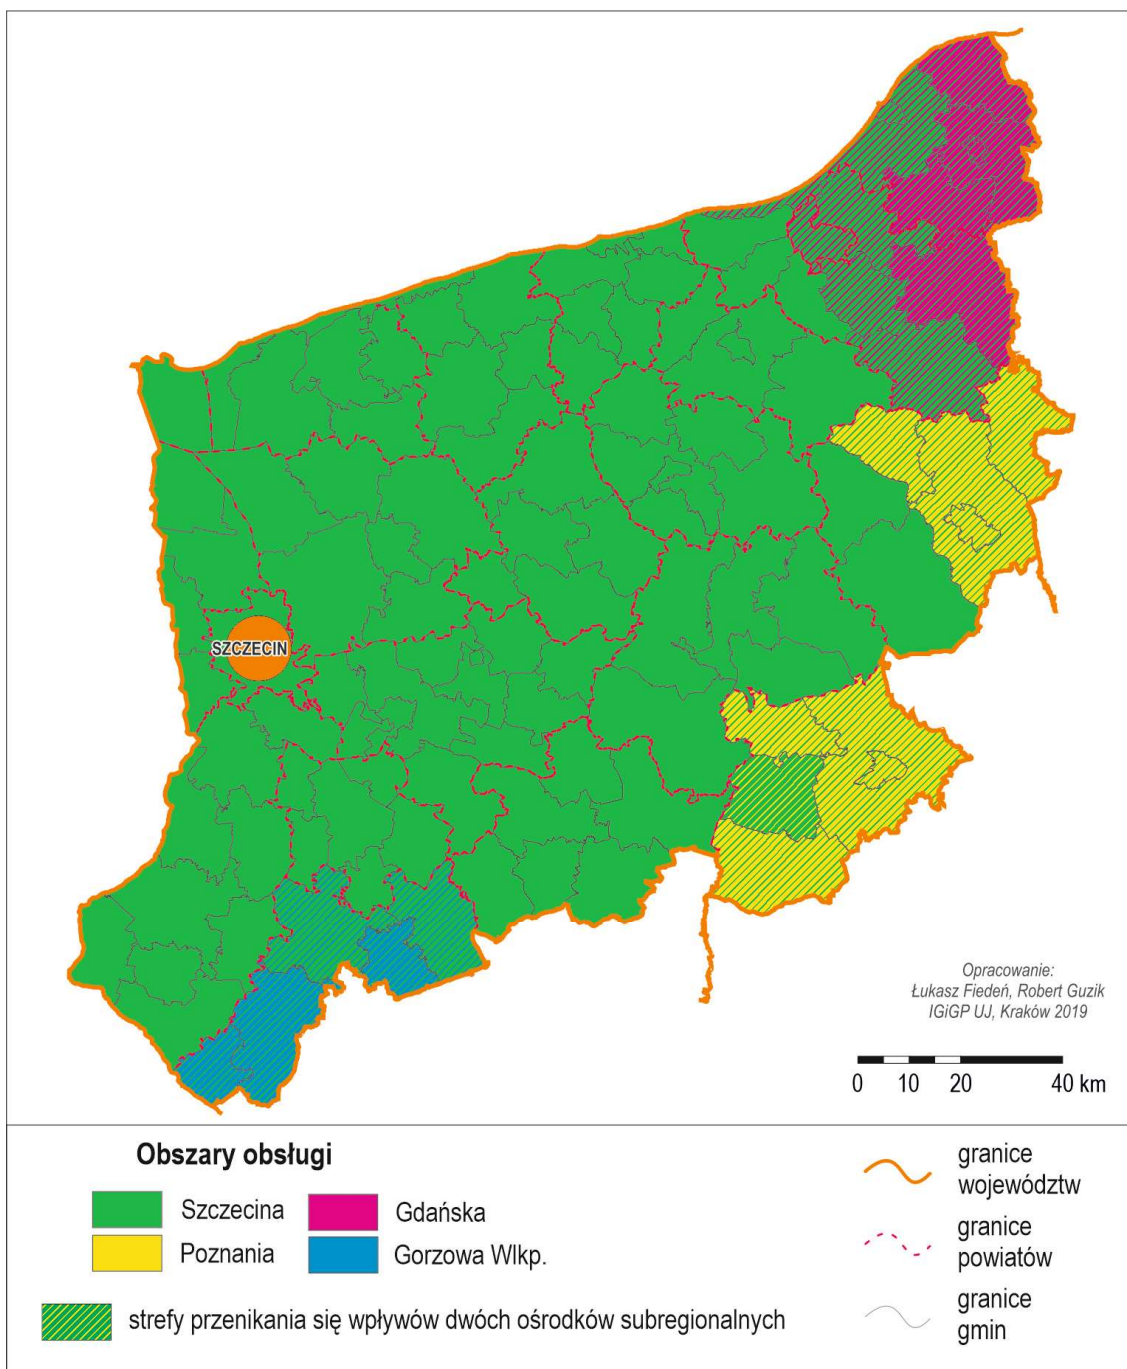 SZCZECIN
Opracowanie:
Łukasz Fiedeń, Robert Guzik
IGiGP UJ, Kraków 2019
0 10 20 40 km
Obszary obsługi
Szczecina
Gdańska
Poznania
Gorzowa Wlkp.
strefy przenikania się wpływów dwóch ośrodków subregionalnych
granice
województw
granice
powiatów
granice
gmin